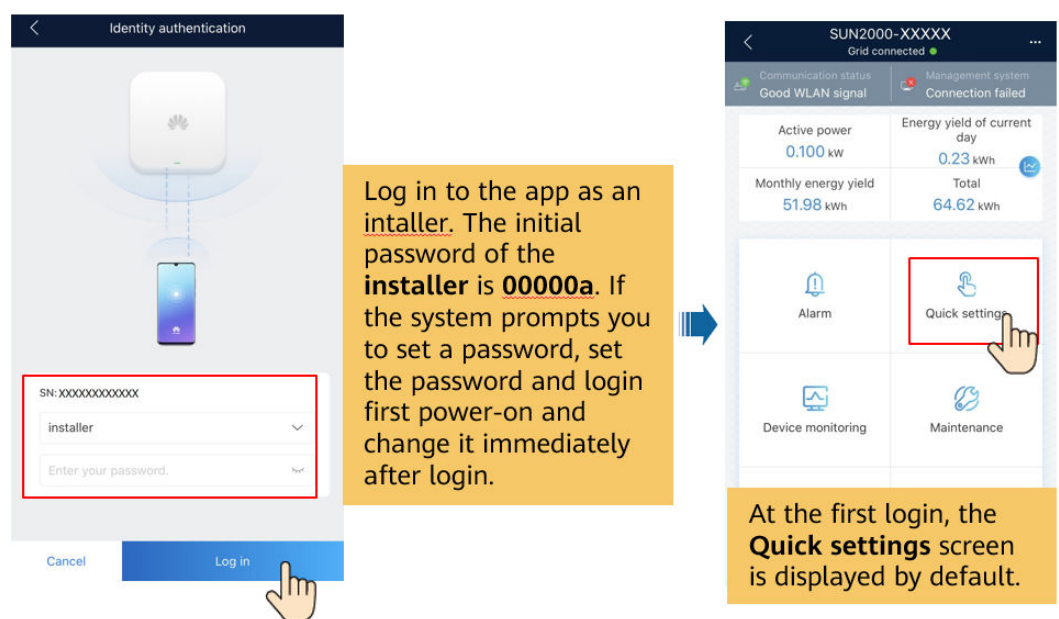 Identity authentication
SN: XXXXXXXXXXXX
installer
Enter your password.
Cancel
Log in
Log in to the app as an
intaller. The initial
password of the
installer is 00000a. If
the system prompts you
to set a password, set
the password and login
first power-on and
change it immediately
after login.
SUN2000-XXXXX
Grid connected
Communication status
Good WLAN signal
Management system
Connection failed
Active power
0.100 kW
Energy yield of current
day
0.23 kWh
Monthly energy yield
51.98 kWh
Total
64.62 kWh
Alarm
Quick settings
Device monitoring
Maintenance
At the first login, the
Quick settings screen
is displayed by default.